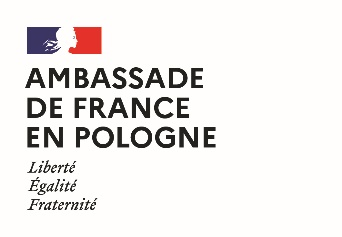 AMBASSADE
DE FRANCE
EN POLOGNE
Liberté
Égalité
Fraternité